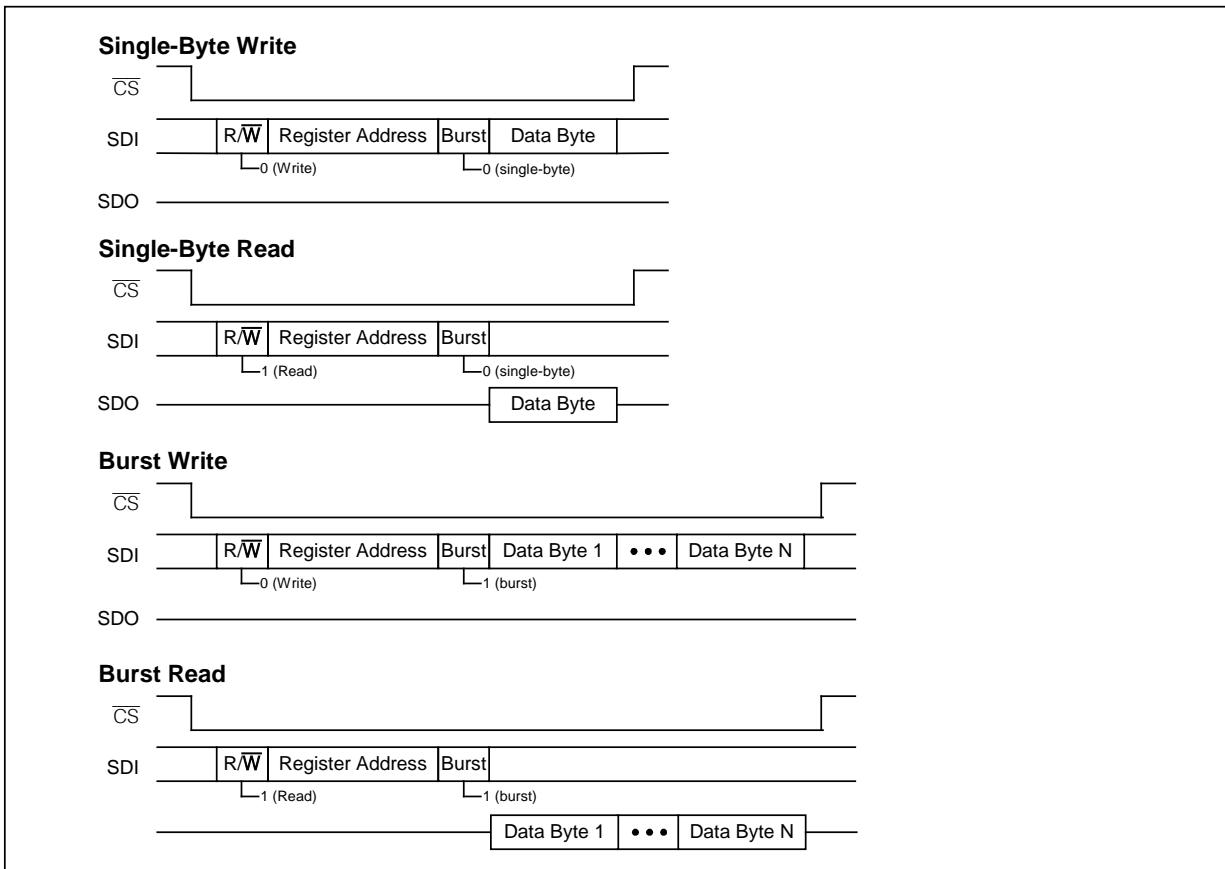 Single-Byte Write
CS
SDI R/W Register Address Burst Data Byte
0 (Write) 0 (single-byte)
SDO
Single-Byte Read
CS
SDI R/W Register Address Burst
1 (Read) 0 (single-byte)
SDO Data Byte
Burst Write
CS
SDI R/W Register Address Burst Data Byte 1 ••• Data Byte N
0 (Write) 1 (burst)
SDO
Burst Read
CS
SDI R/W Register Address Burst
1 (Read) 1 (burst)
Data Byte 1 ••• Data Byte N